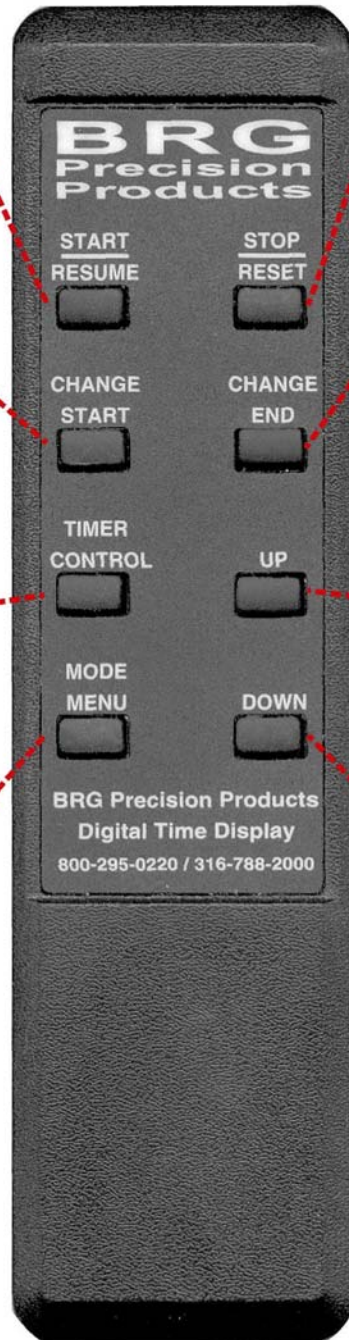 BRG
Precision
Products
START STOP
RESUME RESET
CHANGE CHANGE
START END
TIMER
CONTROL UP
MODE
MENU DOWN
BRG Precision Products
Digital Time Display
800-295-0220 / 316-788-2000